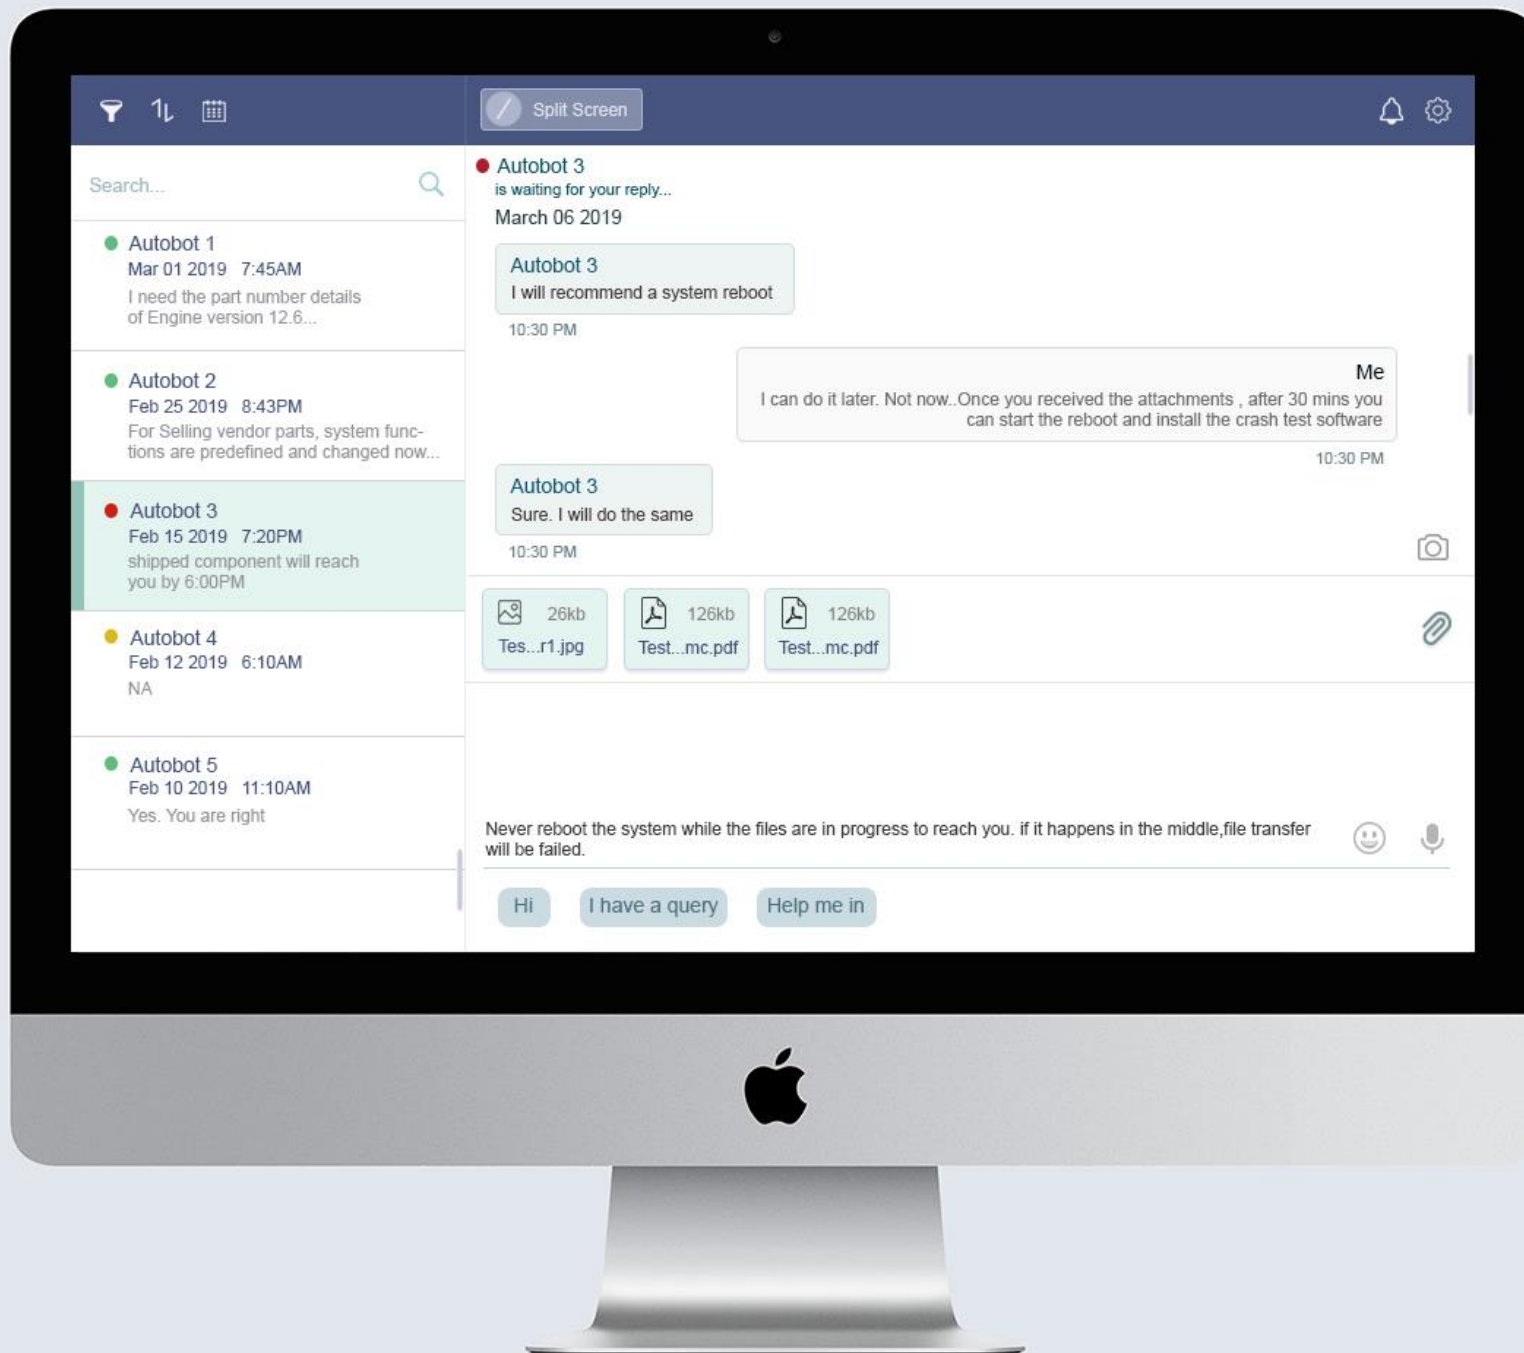 Split Screen
Search...
Autobot 1
Mar 01 2019 7:45AM
I need the part number details
of Engine version 12.6...
Autobot 2
Feb 25 2019 8:43PM
For Selling vendor parts, system func-
tions are predefined and changed now...
Autobot 3
Feb 15 2019 7:20PM
shipped component will reach
you by 6:00PM
Autobot 4
Feb 12 2019 6:10AM
NA
Autobot 5
Feb 10 2019 11:10AM
Yes. You are right
Autobot 3
is waiting for your reply...
March 06 2019
Autobot 3
I will recommend a system reboot
10:30 PM
Me
I can do it later. Not now..Once you received the attachments , after 30 mins you
can start the reboot and install the crash test software
10:30 PM
Autobot 3
Sure. I will do the same
10:30 PM
26kb
Tes...r1.jpg
126kb
Test...mc.pdf
126kb
Test...mc.pdf
Never reboot the system while the files are in progress to reach you. if it happens in the middle,file transfer
will be failed.
Hi
I have a query
Help me in